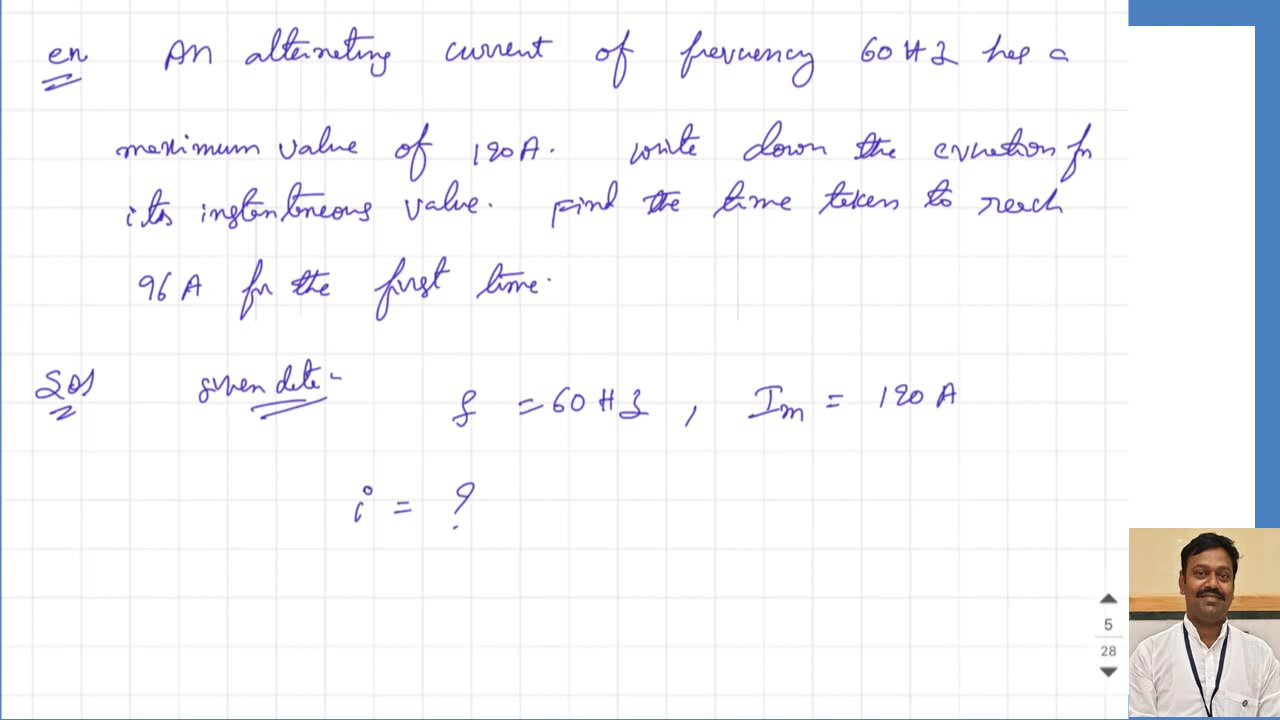 ex An alternating current of frequency 60 Hz has a
maximum value of 120 A. Write down the equation for
its instantaneous value. Find the time taken to reach
96 A for the first time.
Sol given data :-
f = 60 Hz , Im = 120 A
i = ?
5
28